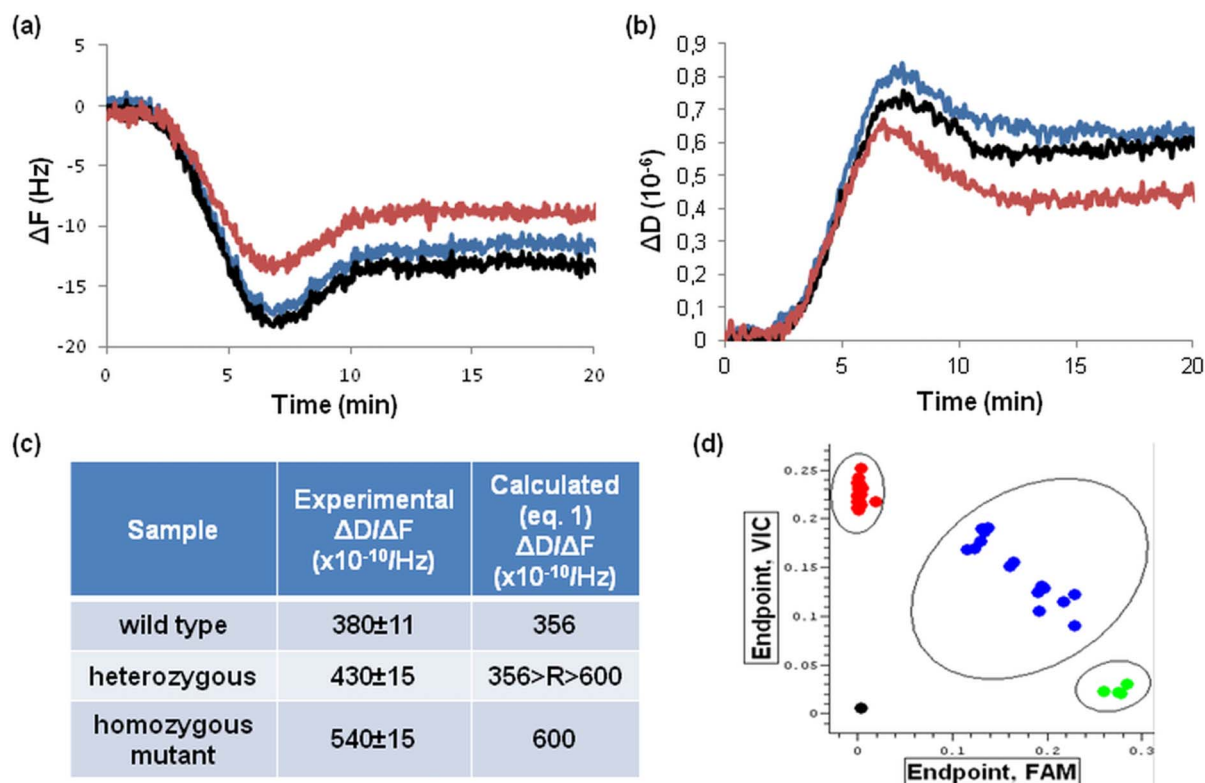 (a)
5
0
-5
-10
-15
-20
ΔF (Hz)
0
5
10
15
20
Time (min)
(b)
0,9
0,8
0,7
0,6
0,5
0,4
0,3
0,2
0,1
0
ΔD (10⁻⁶)
0
5
10
15
20
Time (min)
(c)
Sample
Experimental
ΔD/ΔF
(x10⁻¹⁰/Hz)
Calculated
(eq. 1)
ΔD/ΔF
(x10⁻¹⁰/Hz)
wild type
380±11
356
heterozygous
430±15
356>R>600
homozygous
mutant
540±15
600
(d)
0.25
0.2
0.15
0.1
0.05
0
Endpoint, VIC
0
0.1
0.2
0.3
Endpoint, FAM